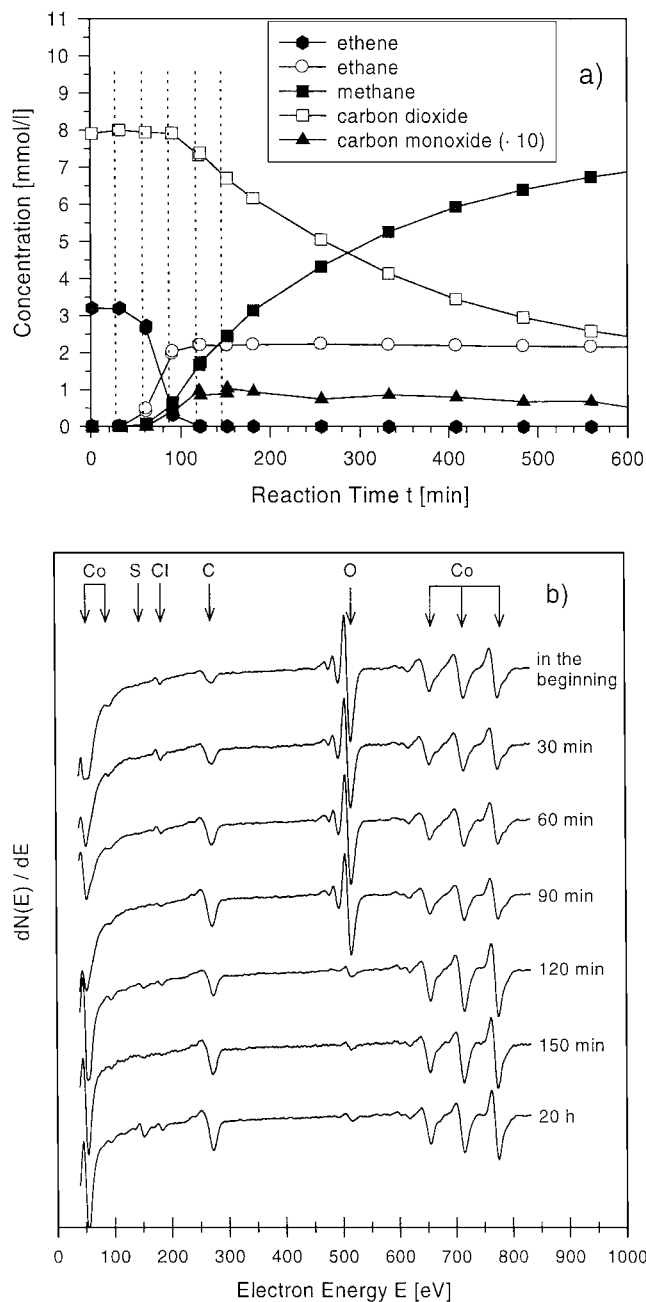 a)
ethene
ethane
methane
carbon dioxide
carbon monoxide (· 10)
11
10
9
8
7
6
5
4
3
2
1
0
Concentration [mmol/l]
0 100 200 300 400 500 600
Reaction Time t [min]
b)
Co S Cl C O Co
in the
beginning
30 min
60 min
90 min
120 min
150 min
20 h
dN(E) / dE
0 100 200 300 400 500 600 700 800 900 1000
Electron Energy E [eV]